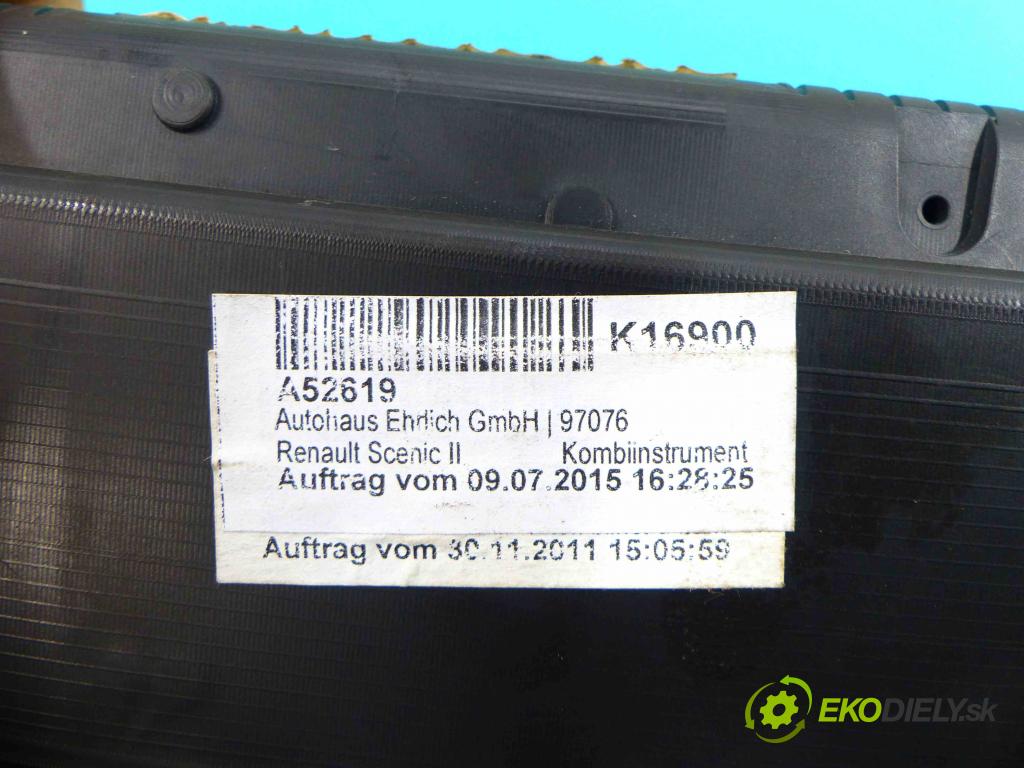 K16900
A52619
Autohaus Ehrlich GmbH | 97076
Renault Scenic II Kombiinstrument
Auftrag vom 09.07.2015 16:28:25
Auftrag vom 30.11.2011 15:05:59
EKODIELY.sk